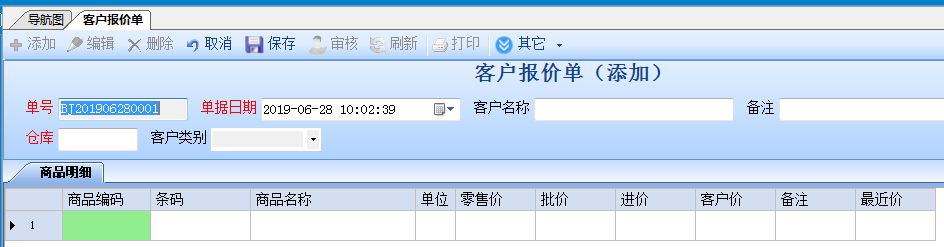 导航图 客户报价单
添加 编辑 删除 取消 保存 审核 刷新 打印 其它
客户报价单（添加）
单号 BJ201906280001 单据日期 2019-06-28 10:02:39 客户名称 备注
仓库 客户类别
商品明细
商品编码 条码 商品名称 单位 零售价 批价 进价 客户价 备注 最近价
1